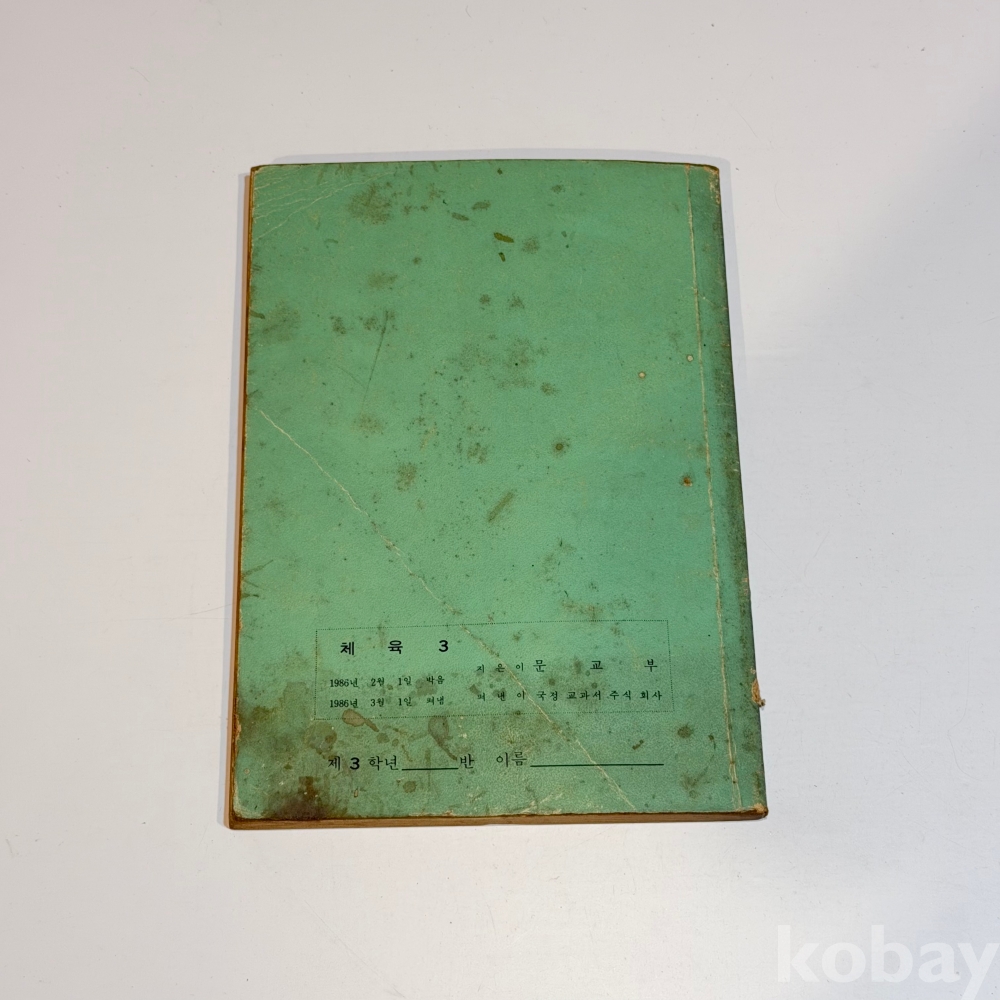 체 육 3
지은이 문 교 부
1986년 2월 1일 박음
1986년 3월 1일 펴냄 펴낸이 국정 교과서 주식 회사
제 3 학년 반 이름
kobay